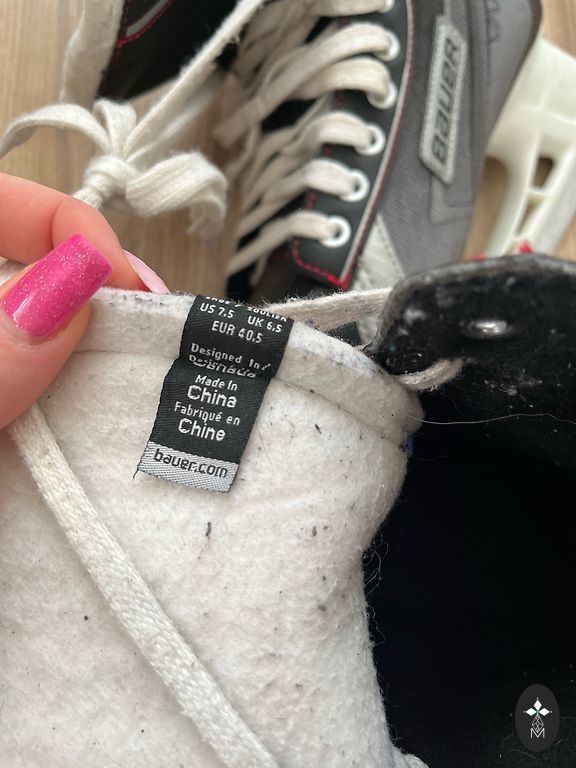 BAUER
US 7.5 UK 6.5
EUR 40.5
Designed In/
Made In
China
Fabriqué en
Chine
bauer.com
M